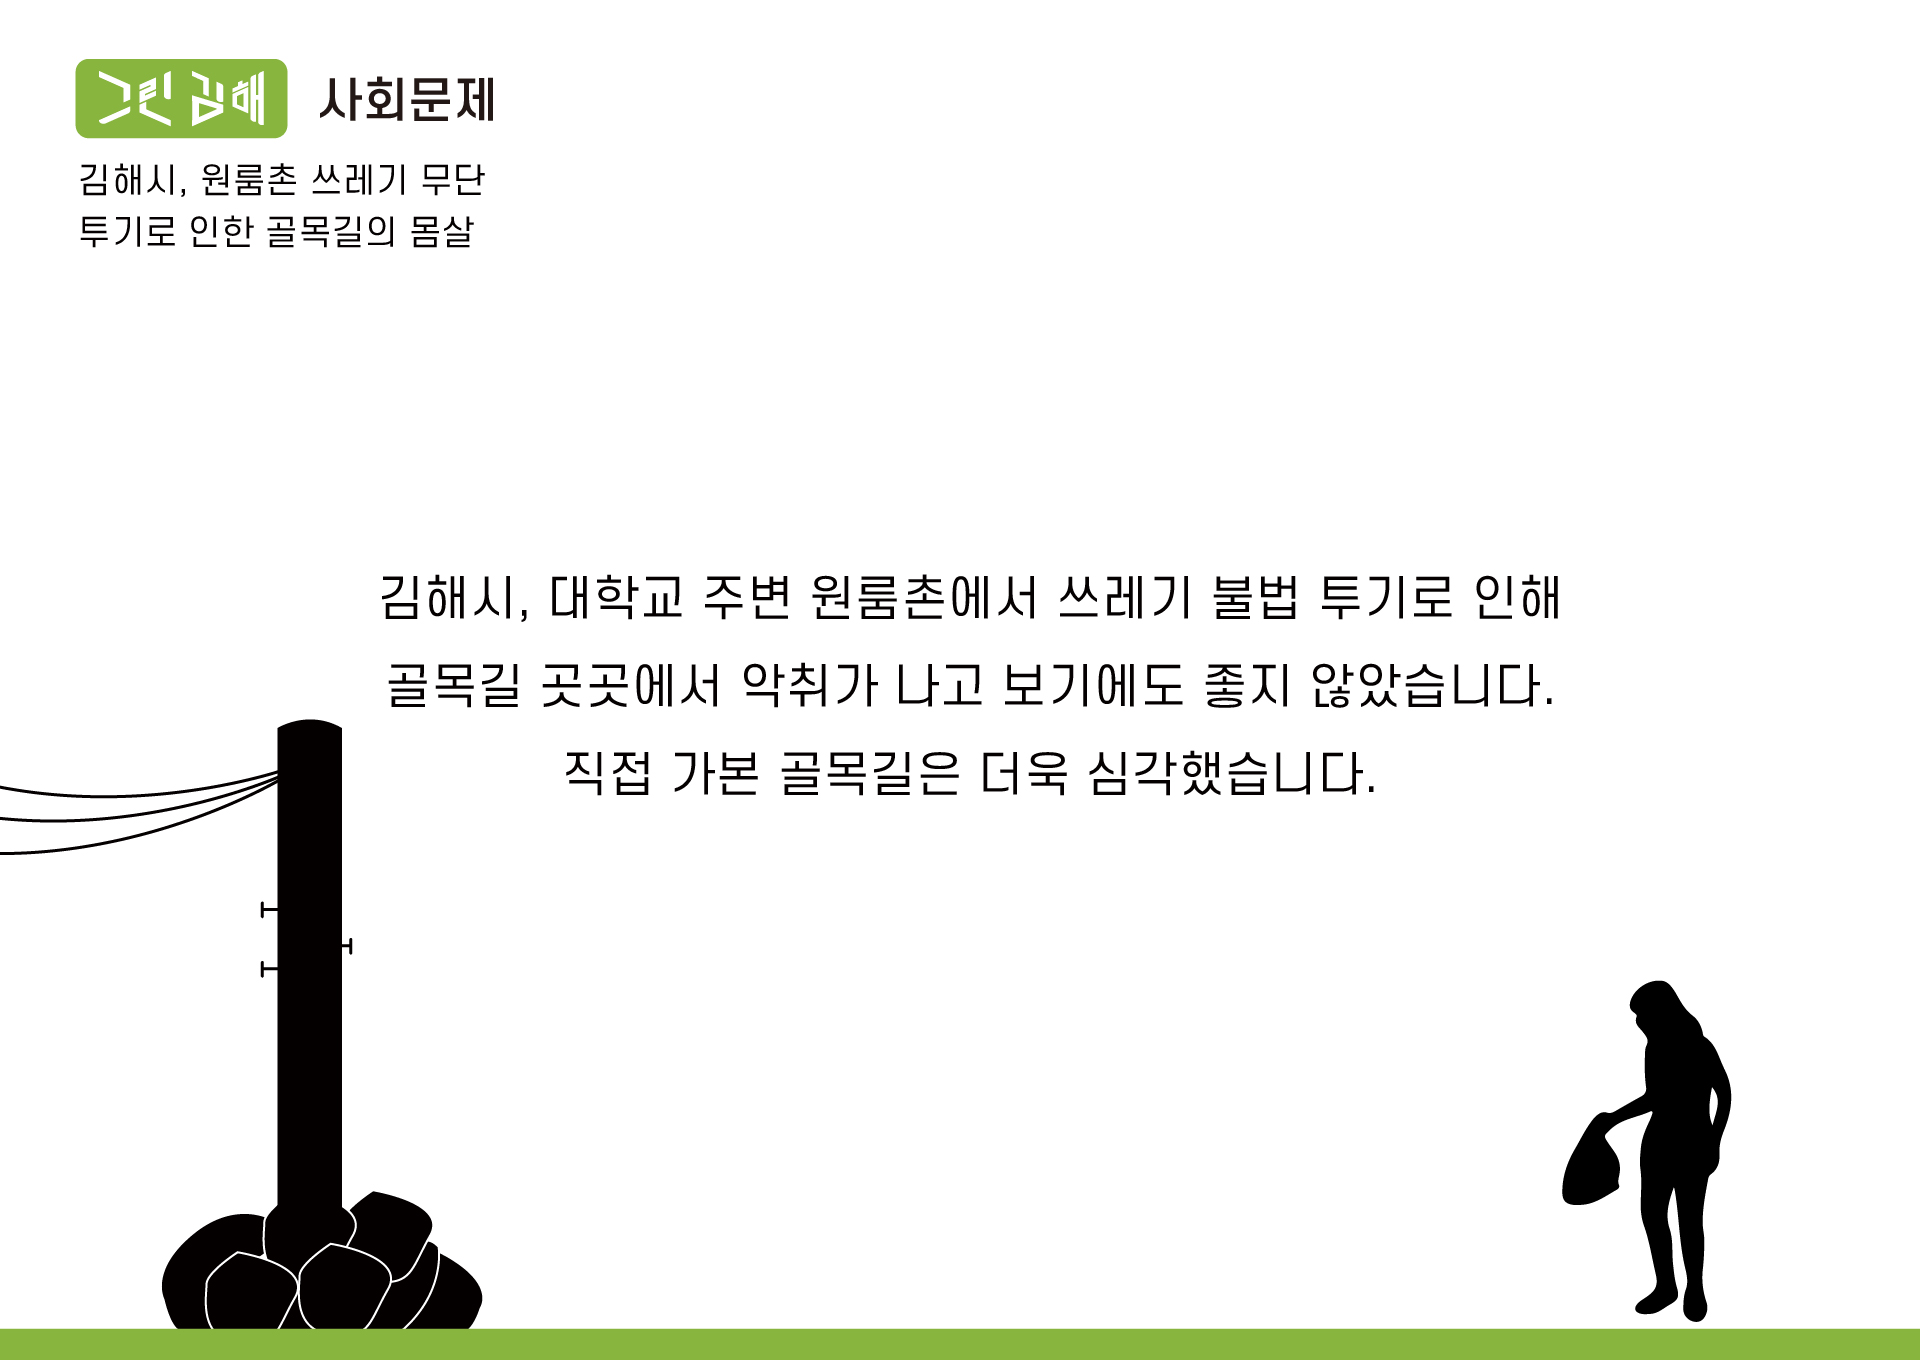 그린 김해 사회문제
김해시, 원룸촌 쓰레기 무단
투기로 인한 골목길의 몸살
김해시, 대학교 주변 원룸촌에서 쓰레기 불법 투기로 인해
골목길 곳곳에서 악취가 나고 보기에도 좋지 않았습니다.
직접 가본 골목길은 더욱 심각했습니다.